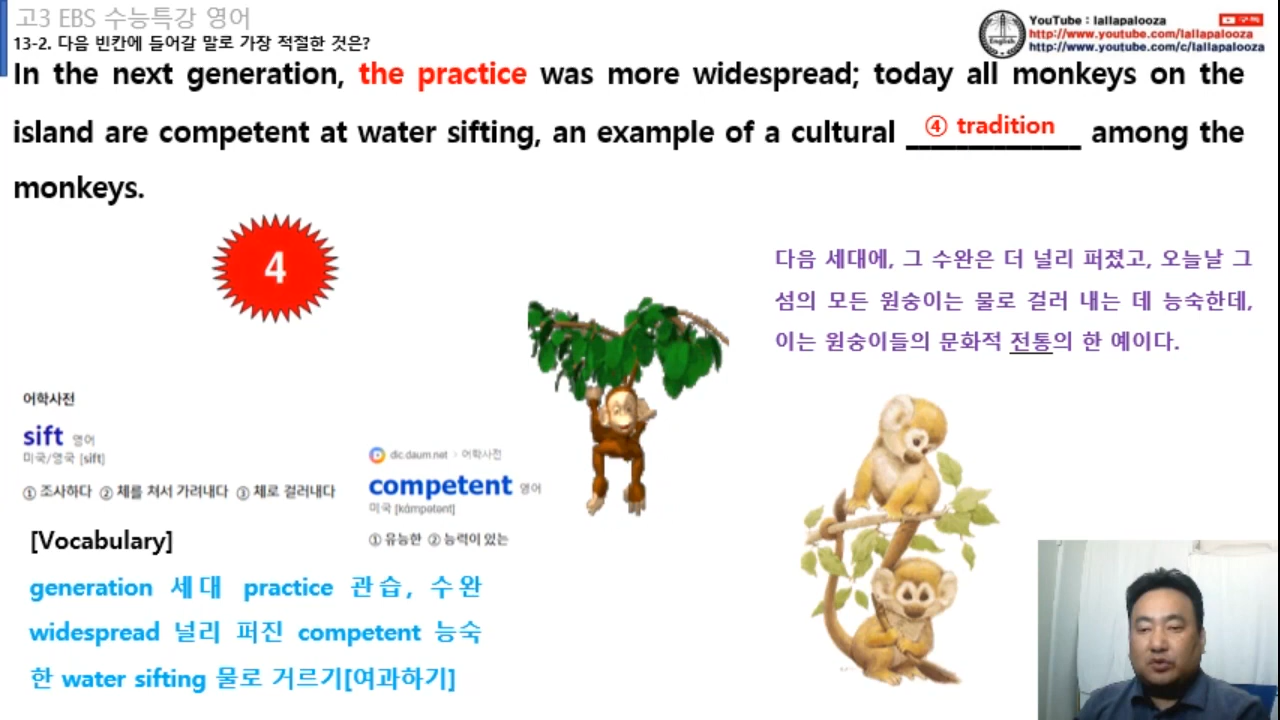 고3 EBS 수능특강 영어
13-2. 다음 빈칸에 들어갈 말로 가장 적절한 것은?
YouTube : lallapalooza 구독
http://www.youtube.com/lallapalooza
http://www.youtube.com/c/lallapalooza
English
In the next generation, the practice was more widespread; today all monkeys on the
island are competent at water sifting, an example of a cultural ④ tradition among the
monkeys.
4
다음 세대에, 그 수완은 더 널리 퍼졌고, 오늘날 그
섬의 모든 원숭이는 물로 걸러 내는 데 능숙한데,
이는 원숭이들의 문화적 전통의 한 예이다.
어학사전
sift 영어
미국/영국 [sift]
① 조사하다 ② 체를 쳐서 가려내다 ③ 체로 걸러내다
dic.daum.net › 어학사전
competent 영어
미국 [kάmpətənt]
① 유능한 ② 능력이 있는
[Vocabulary]
generation 세대 practice 관습, 수완
widespread 널리 퍼진 competent 능숙
한 water sifting 물로 거르기[여과하기]